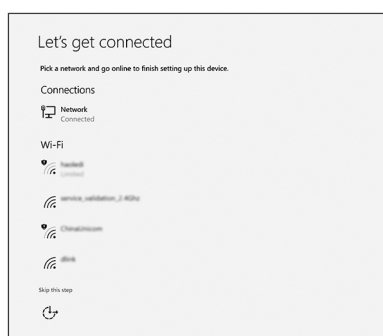 Let's get connected
Pick a network and go online to finish setting up this device.
Connections
Network
Connected
Wi-Fi
Limited
service_validation_2.4Ghz
ChinaUnicom
dlink
Skip this step